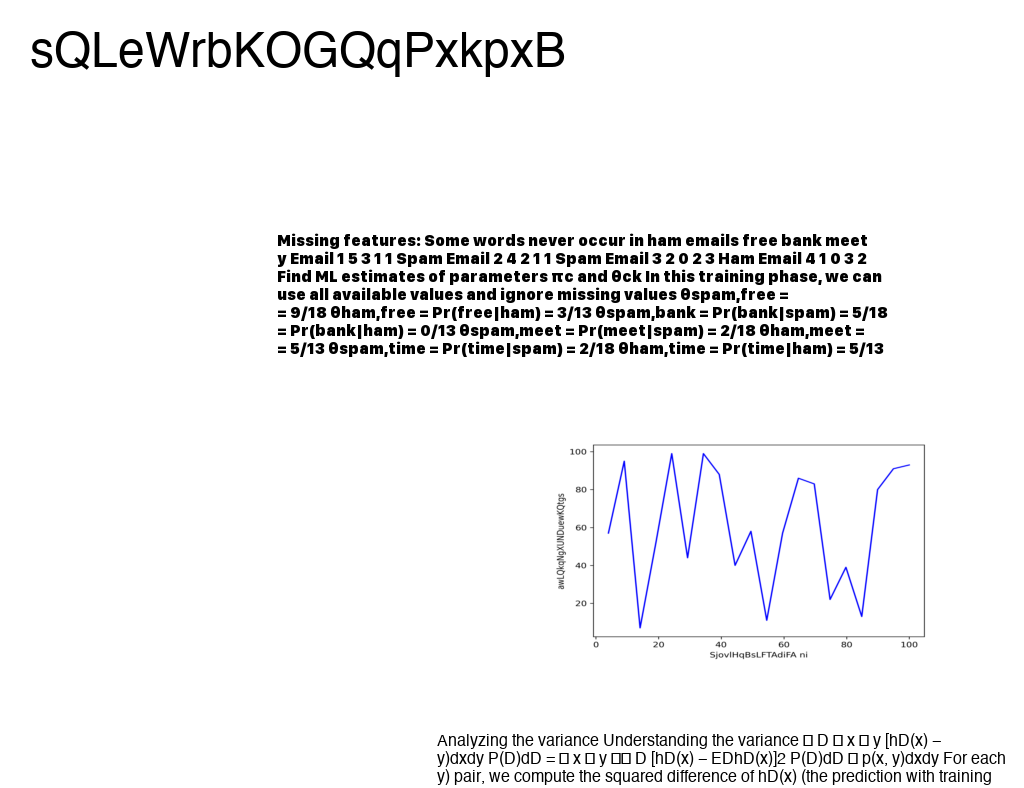 sQLeWrbKOGQqPxkpxB
Missing features: Some words never occur in ham emails free bank meet
y Email 1 5 3 1 1 Spam Email 2 4 2 1 1 Spam Email 3 2 0 2 3 Ham Email 4 1 0 3 2
Find ML estimates of parameters πc and θck In this training phase, we can
use all available values and ignore missing values θspam,free =
= 9/18 θham,free = Pr(free|ham) = 3/13 θspam,bank = Pr(bank|spam) = 5/18
= Pr(bank|ham) = 0/13 θspam,meet = Pr(meet|spam) = 2/18 θham,meet =
= 5/13 θspam,time = Pr(time|spam) = 2/18 θham,time = Pr(time|ham) = 5/13
100
80
60
40
20
awLQkqNgXUNDuewKQtgs
0 20 40 60 80 100
SjovlHqBsLFTAdiFA ni
Analyzing the variance Understanding the variance □ D □ x □ y [hD(x) –
y)dxdy P(D)dD = □ x □ y □□ D [hD(x) – EDhD(x)]2 P(D)dD □ p(x, y)dxdy For each
y) pair, we compute the squared difference of hD(x) (the prediction with training